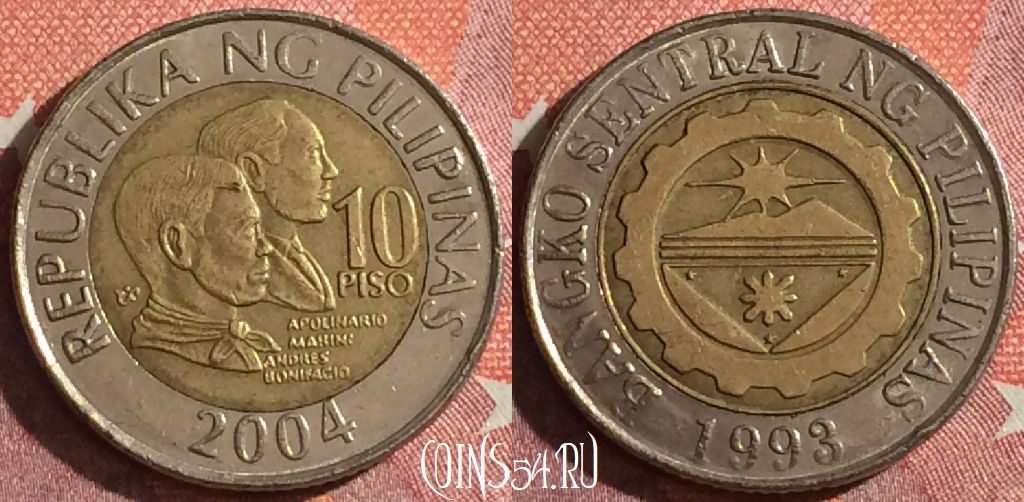 REPUBLIKA NG PILIPINAS
10
PISO
APOLINARIO
MABINI
ANDRES
BONIFACIO
2004
BANGKO SENTRAL NG PILIPINAS
1993
COINS54.RU